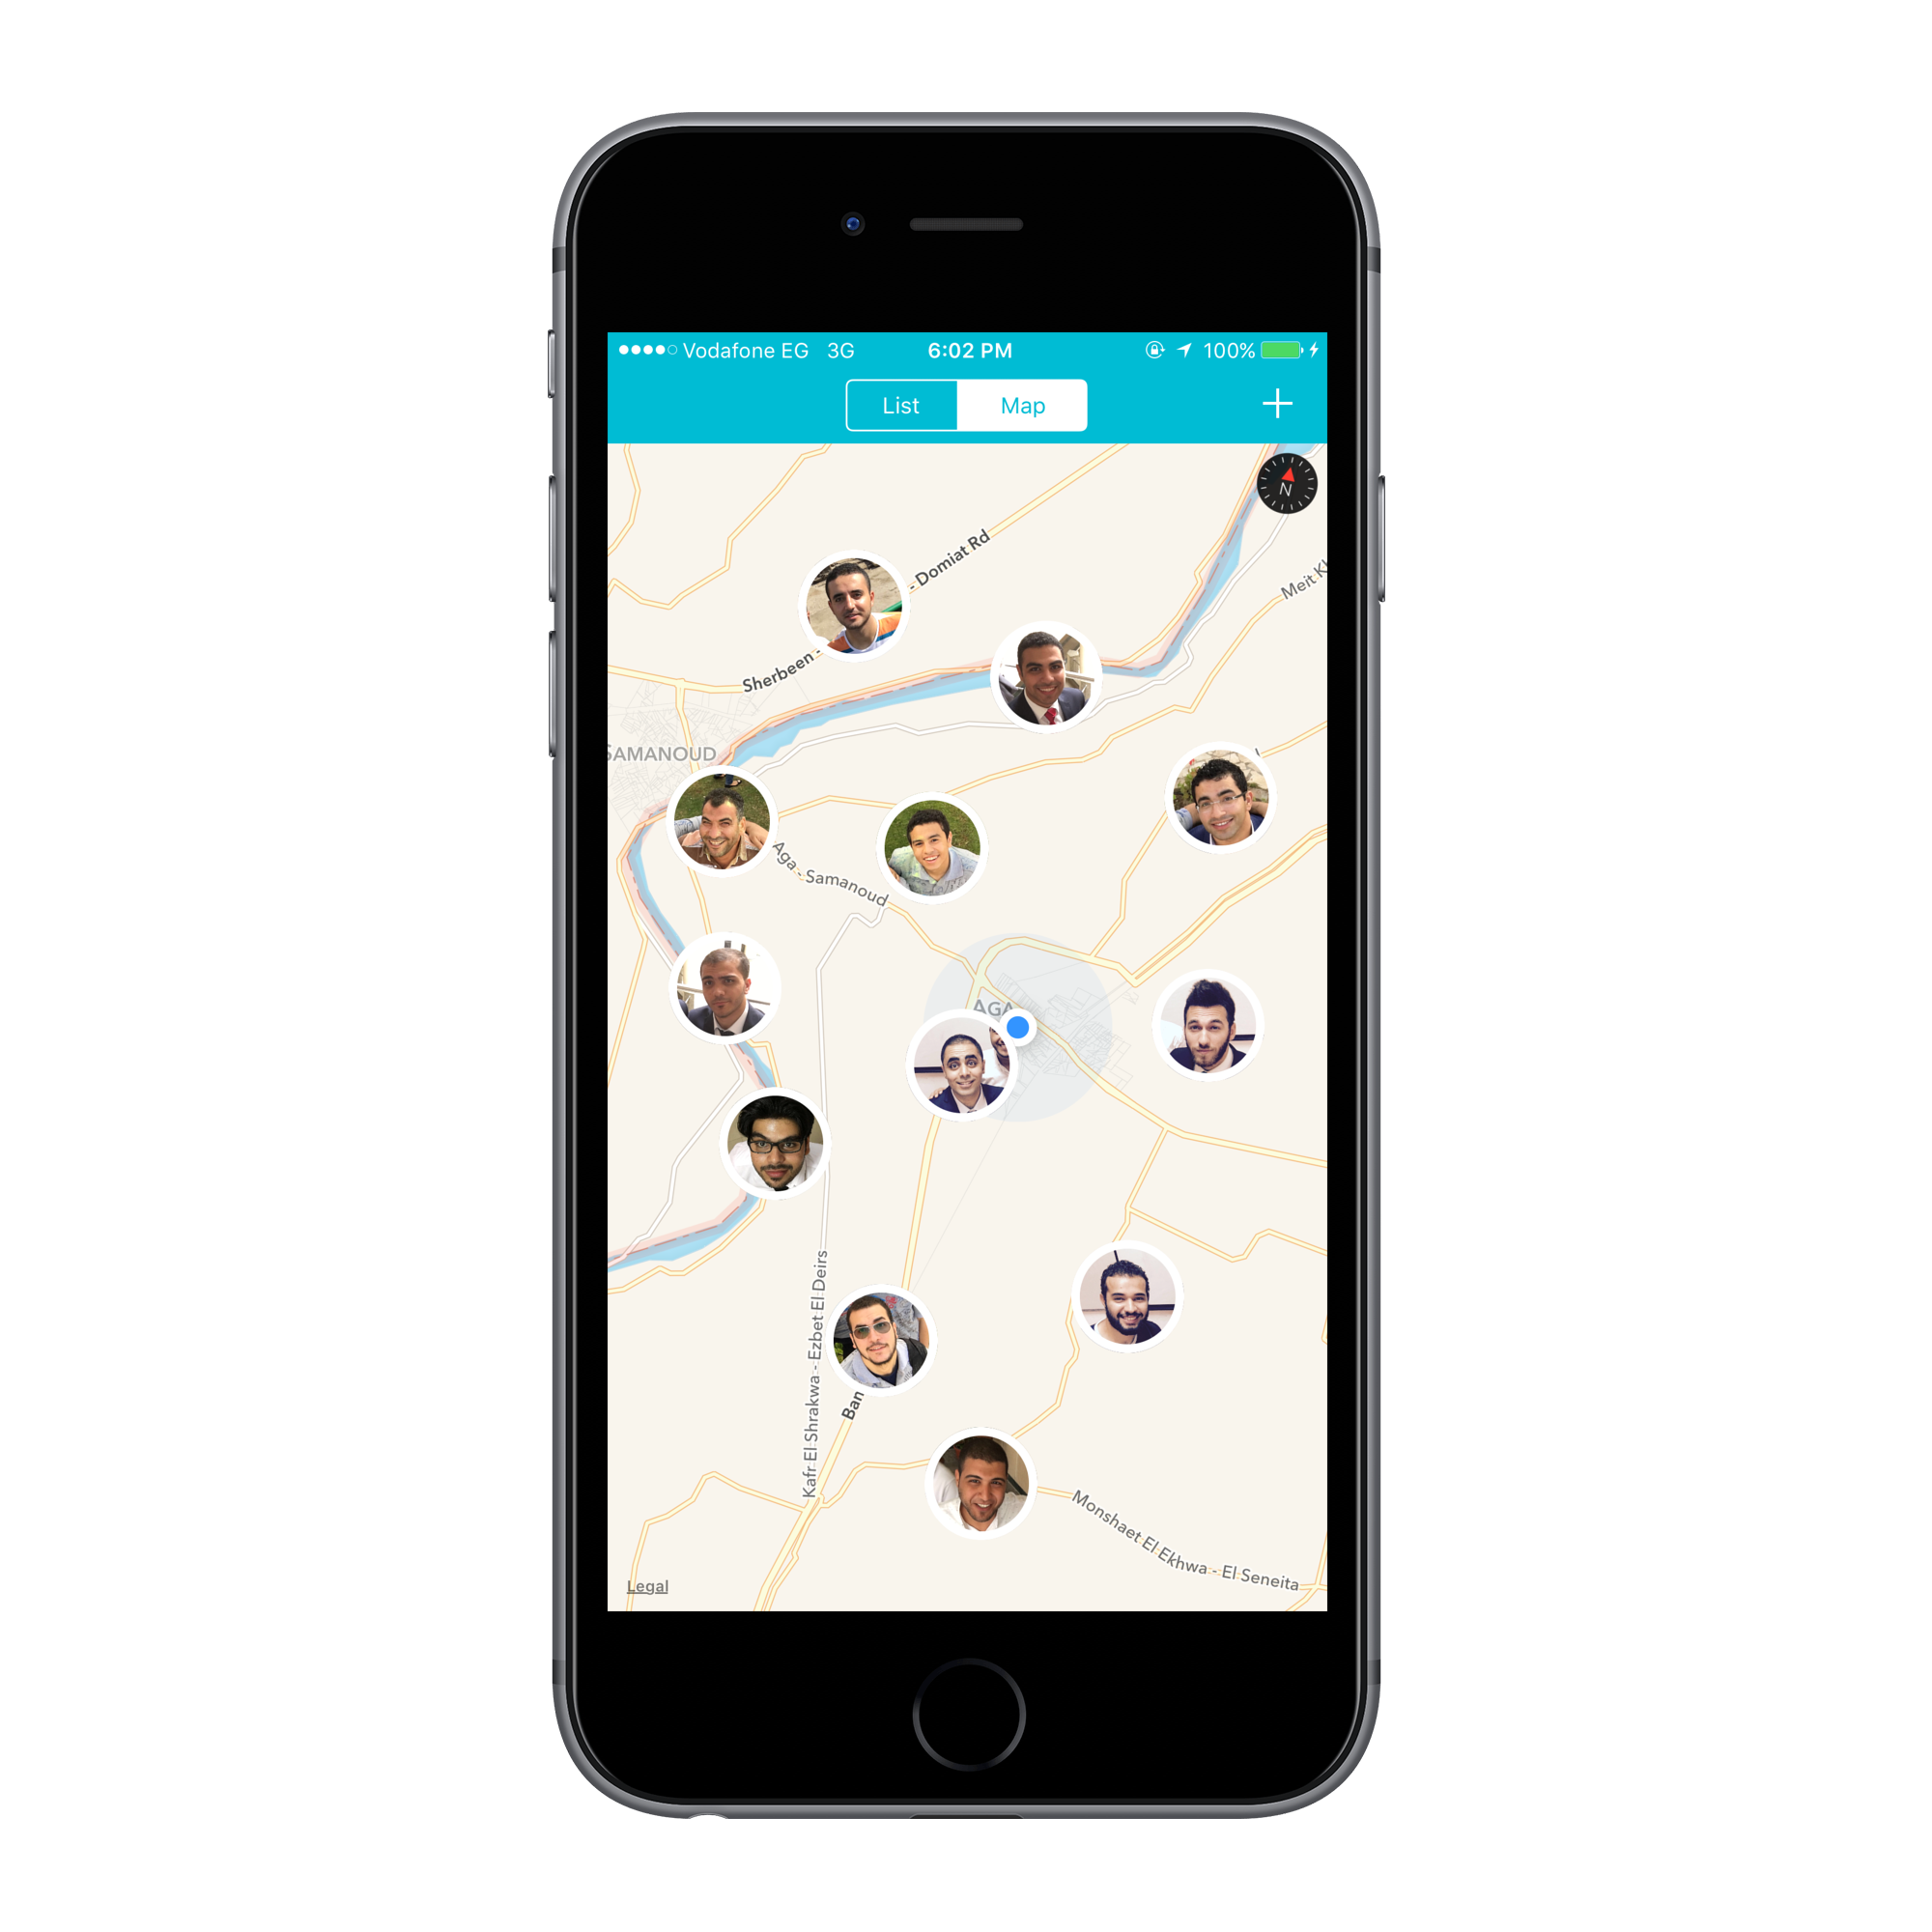 Vodafone EG 3G 6:02 PM 100%
List Map
N
- Domiat Rd
Meit Kh
Sherbeen -
SAMANOUD
Aga - Samanoud
AGA
Kafr El Shrakwa - Ezbet El Deirs
Ban
Monshaet El Ekhwa - El Seneita
Legal